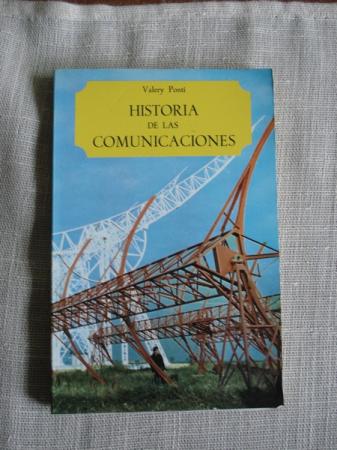 Valery Ponti
HISTORIA
DE LAS
COMUNICACIONES